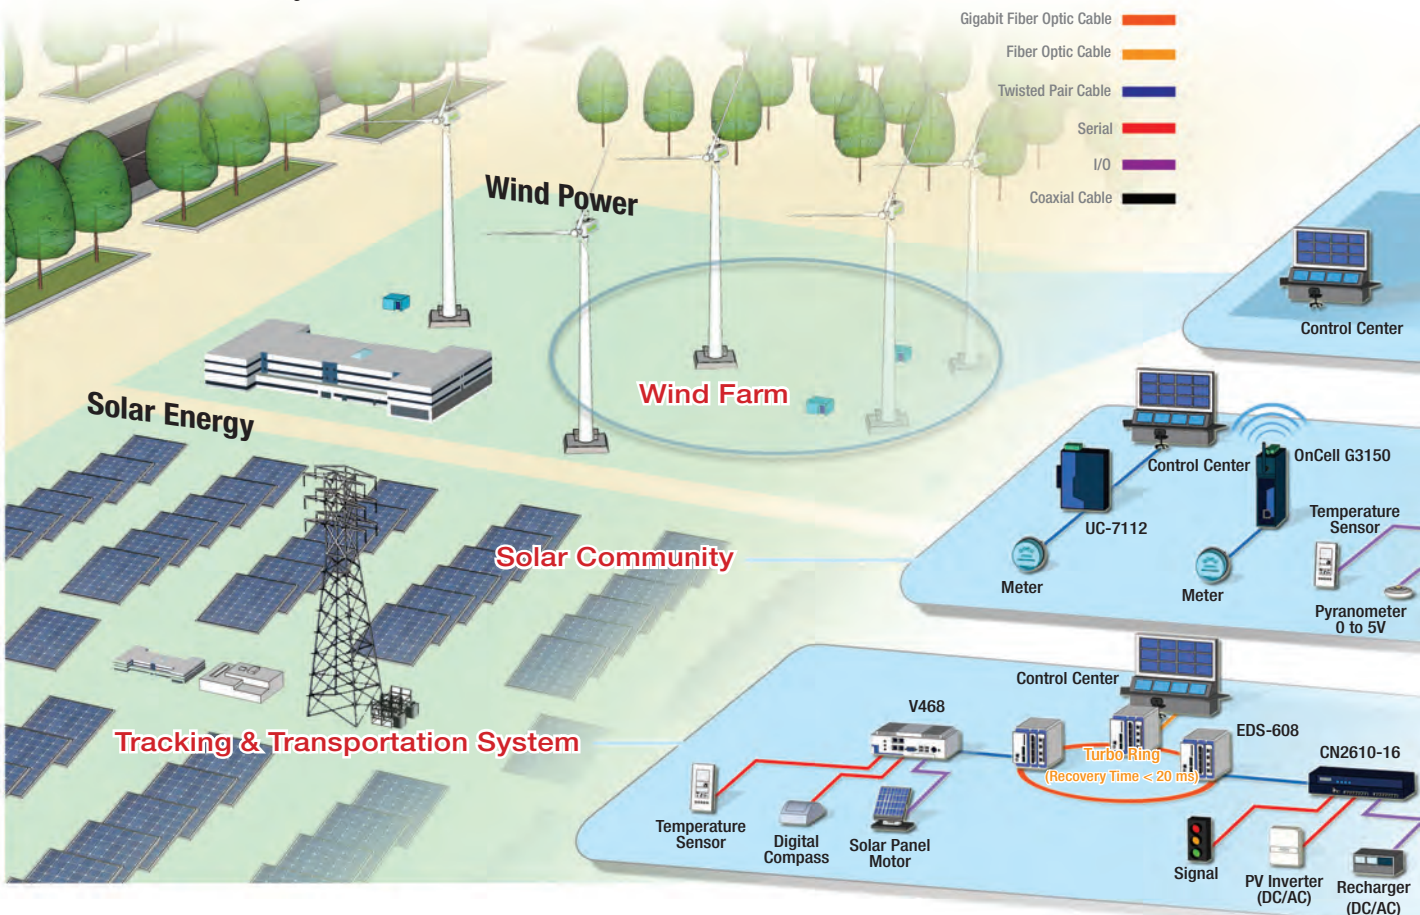 Gigabit Fiber Optic Cable
Fiber Optic Cable
Twisted Pair Cable
Serial
I/O
Coaxial Cable
Wind Power
Control Center
Wind Farm
Solar Energy
Control Center
OnCell G3150
UC-7112
Temperature
Sensor
Solar Community
Meter
Meter
Pyranometer
0 to 5V
Control Center
V468
EDS-608
Tracking & Transportation System
Turbo Ring
(Recovery Time < 20 ms)
CN2610-16
Temperature
Sensor
Digital
Compass
Solar Panel
Motor
Signal
PV Inverter
(DC/AC)
Recharger
(DC/AC)